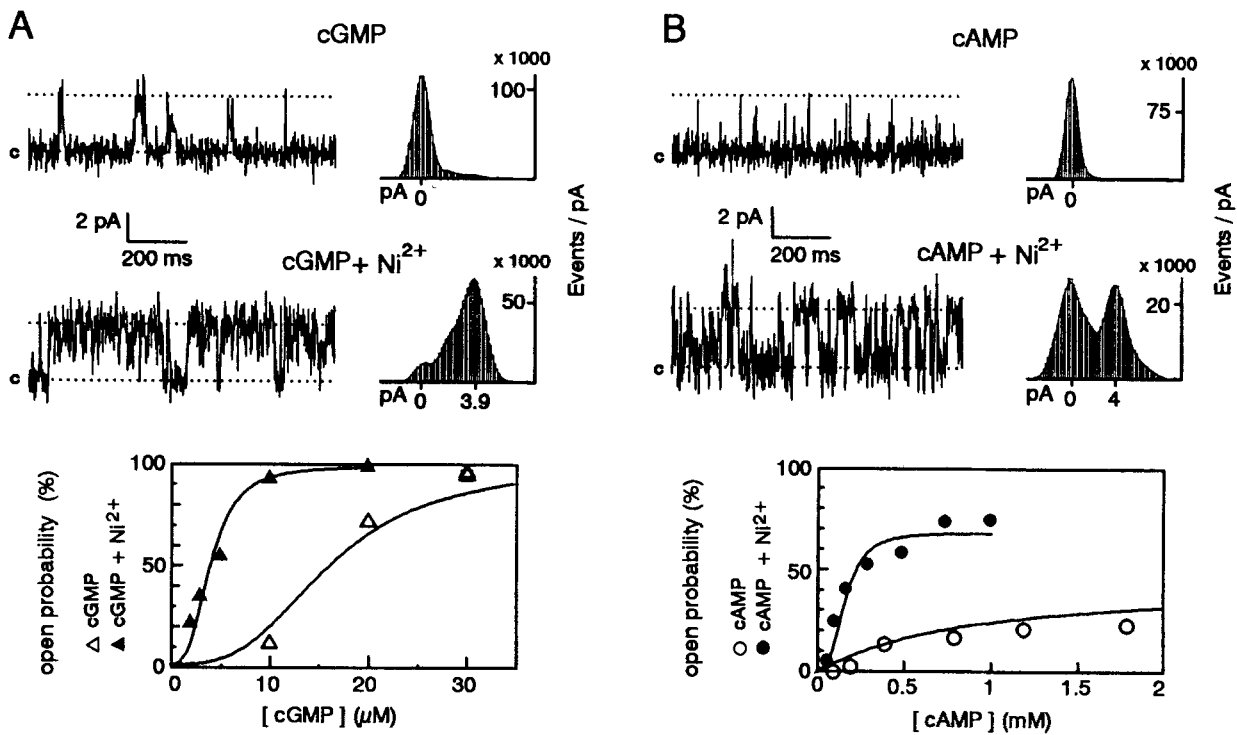 A
cGMP
x 1000
100
c
pA
0
2 pA
200 ms
cGMP + Ni2+
x 1000
50
c
pA
0
3.9
Events / pA
open probability (%)
△ cGMP
▲ cGMP + Ni2+
100
50
0
0
10
20
30
[ cGMP ] (µM)
B
cAMP
x 1000
75
c
pA
0
2 pA
200 ms
cAMP + Ni2+
x 1000
20
c
pA
0
4
Events / pA
open probability (%)
○ cAMP
● cAMP + Ni2+
100
50
0
0
0.5
1
1.5
2
[ cAMP ] (mM)